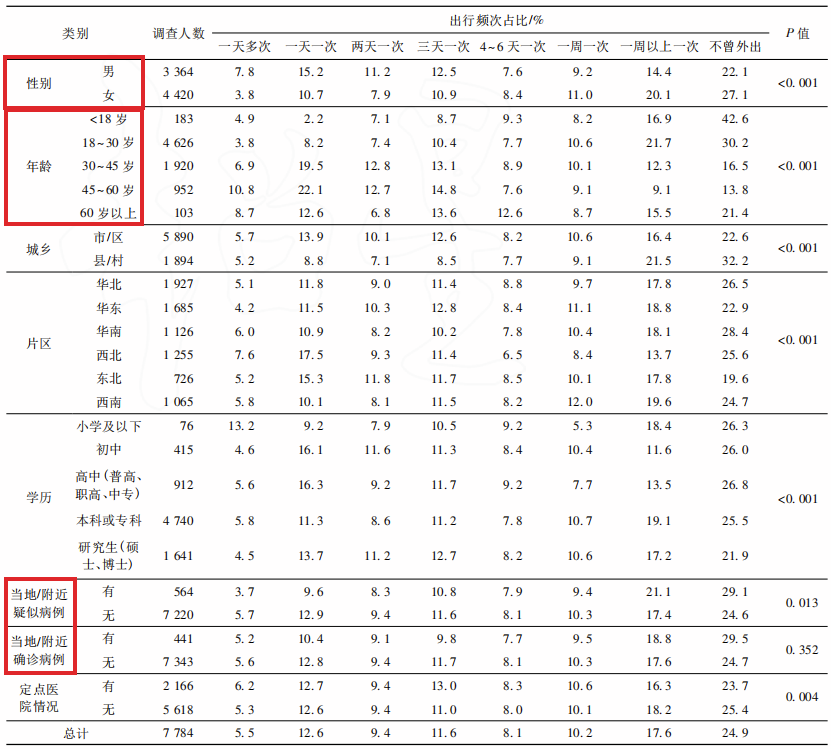 类别 调查人数 出行频次占比/% P 值
一天多次 一天一次 两天一次 三天一次 4~6 天一次 一周一次 一周以上一次 不曾外出
性别 男 3 364 7.8 15.2 11.2 12.5 7.6 9.2 14.4 22.1 <0.001
女 4 420 3.8 10.7 7.9 10.9 8.4 11.0 20.1 27.1
年龄 <18 岁 183 4.9 2.2 7.1 8.7 9.3 8.2 16.9 42.6 <0.001
18~30 岁 4 626 3.8 8.2 7.4 10.4 7.7 10.6 21.7 30.2
30~45 岁 1 920 6.9 19.5 12.8 13.1 8.9 10.1 12.3 16.5
45~60 岁 952 10.8 22.1 12.7 14.8 7.6 9.1 9.1 13.8
60 岁以上 103 8.7 12.6 6.8 13.6 12.6 8.7 15.5 21.4
城乡 市/区 5 890 5.7 13.9 10.1 12.6 8.2 10.6 16.4 22.6 <0.001
县/村 1 894 5.2 8.8 7.1 8.5 7.7 9.1 21.5 32.2
片区 华北 1 927 5.1 11.8 9.0 11.4 8.8 9.7 17.8 26.5 <0.001
华东 1 685 4.2 11.5 10.3 12.8 8.4 11.1 18.8 22.9
华南 1 126 6.0 10.9 8.2 10.2 7.8 10.4 18.1 28.4
西北 1 255 7.6 17.5 9.3 11.4 6.5 8.4 13.7 25.6
东北 726 5.2 15.3 11.8 11.7 8.5 10.1 17.8 19.6
西南 1 065 5.8 10.1 8.1 11.5 8.2 12.0 19.6 24.7
学历 小学及以下 76 13.2 9.2 7.9 10.5 9.2 5.3 18.4 26.3 <0.001
初中 415 4.6 16.1 11.6 11.3 8.4 10.4 11.6 26.0
高中(普高、
职高、中专) 912 5.6 16.3 9.2 11.7 9.2 7.7 13.5 26.8
本科或专科 4 740 5.8 11.3 8.6 11.2 7.8 10.7 19.1 25.5
研究生(硕
士、博士) 1 641 4.5 13.7 11.2 12.7 8.2 10.6 17.2 21.9
当地/附近 有 564 3.7 9.6 8.3 10.8 7.9 9.4 21.1 29.1 0.013
疑似病例 无 7 220 5.7 12.9 9.4 11.6 8.1 10.3 17.4 24.6
当地/附近 有 441 5.2 10.4 9.1 9.8 7.7 9.5 18.8 29.5 0.352
确诊病例 无 7 343 5.6 12.8 9.4 11.7 8.1 10.3 17.6 24.7
定点医 有 2 166 6.2 12.7 9.4 13.0 8.3 10.6 16.3 23.7 0.004
院情况 无 5 618 5.3 12.6 9.4 11.0 8.0 10.1 18.2 25.4
总计 7 784 5.5 12.6 9.4 11.6 8.1 10.2 17.6 24.9